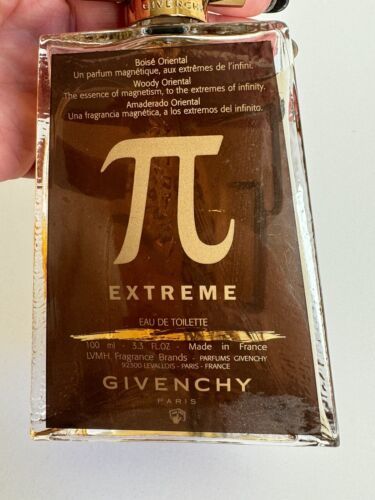 GIVENCHY
Boisé Oriental
Un parfum magnétique, aux extrêmes de l'infini.
Woody Oriental
The essence of magnetism, to the extremes of infinity.
Amaderado Oriental
Una fragrancia magnética, a los extremos del infinito.
π
EXTREME
EAU DE TOILETTE
100 ml - 3.3 FL.OZ - Made in France
LVMH Fragrance Brands - PARFUMS GIVENCHY
92300 LEVALLOIS - PARIS - FRANCE
GIVENCHY
PARIS